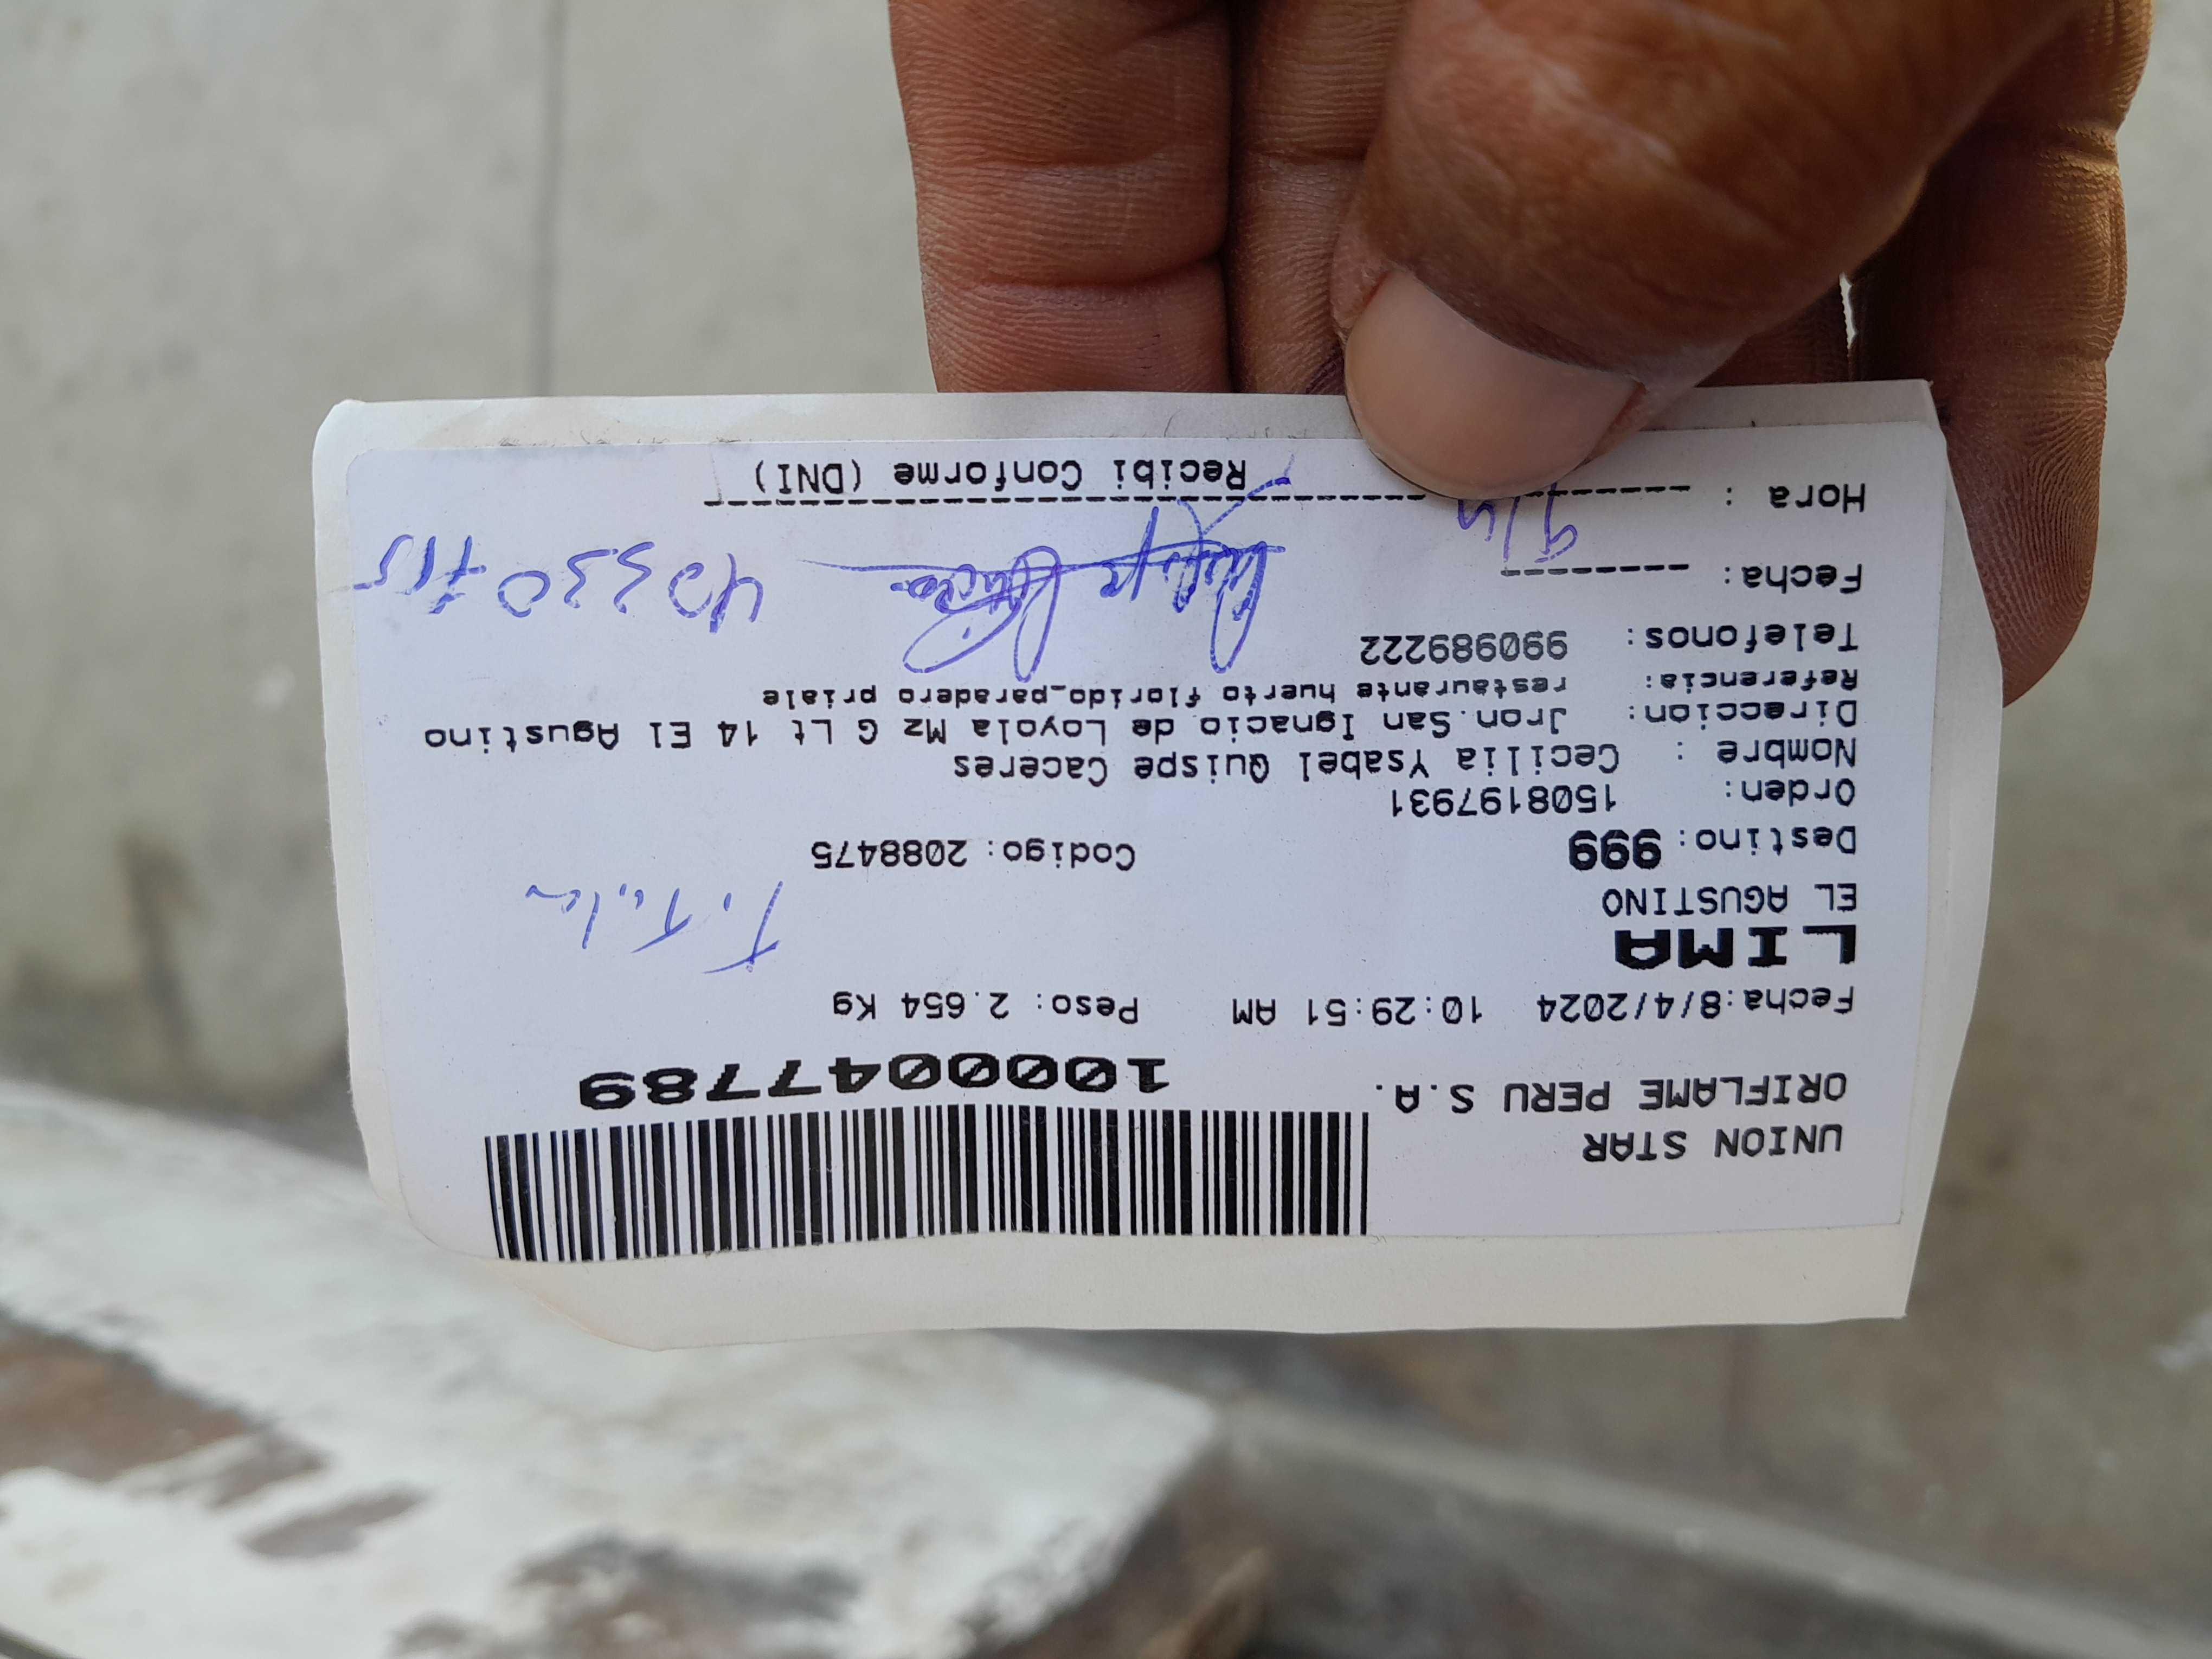 UNION STAR
ORIFLAME PERU S.A.
1000047789
Fecha:8/4/2024 10:29:51 AM Peso: 2.654 Kg
LIMA
EL AGUSTINO
Destino: 999 Codigo: 2088475
Orden: 1508197931
Nombre : Cecilia Ysabel Quispe Caceres
Direccion: Jron.San Ignacio de Loyola Mz G Lt 14 El Agustino
Referencia: restaurante huerto florido_paradero priale
Telefonos: 990989222
Fecha: 9/4
Hora :
Recibi Conforme (DNI)